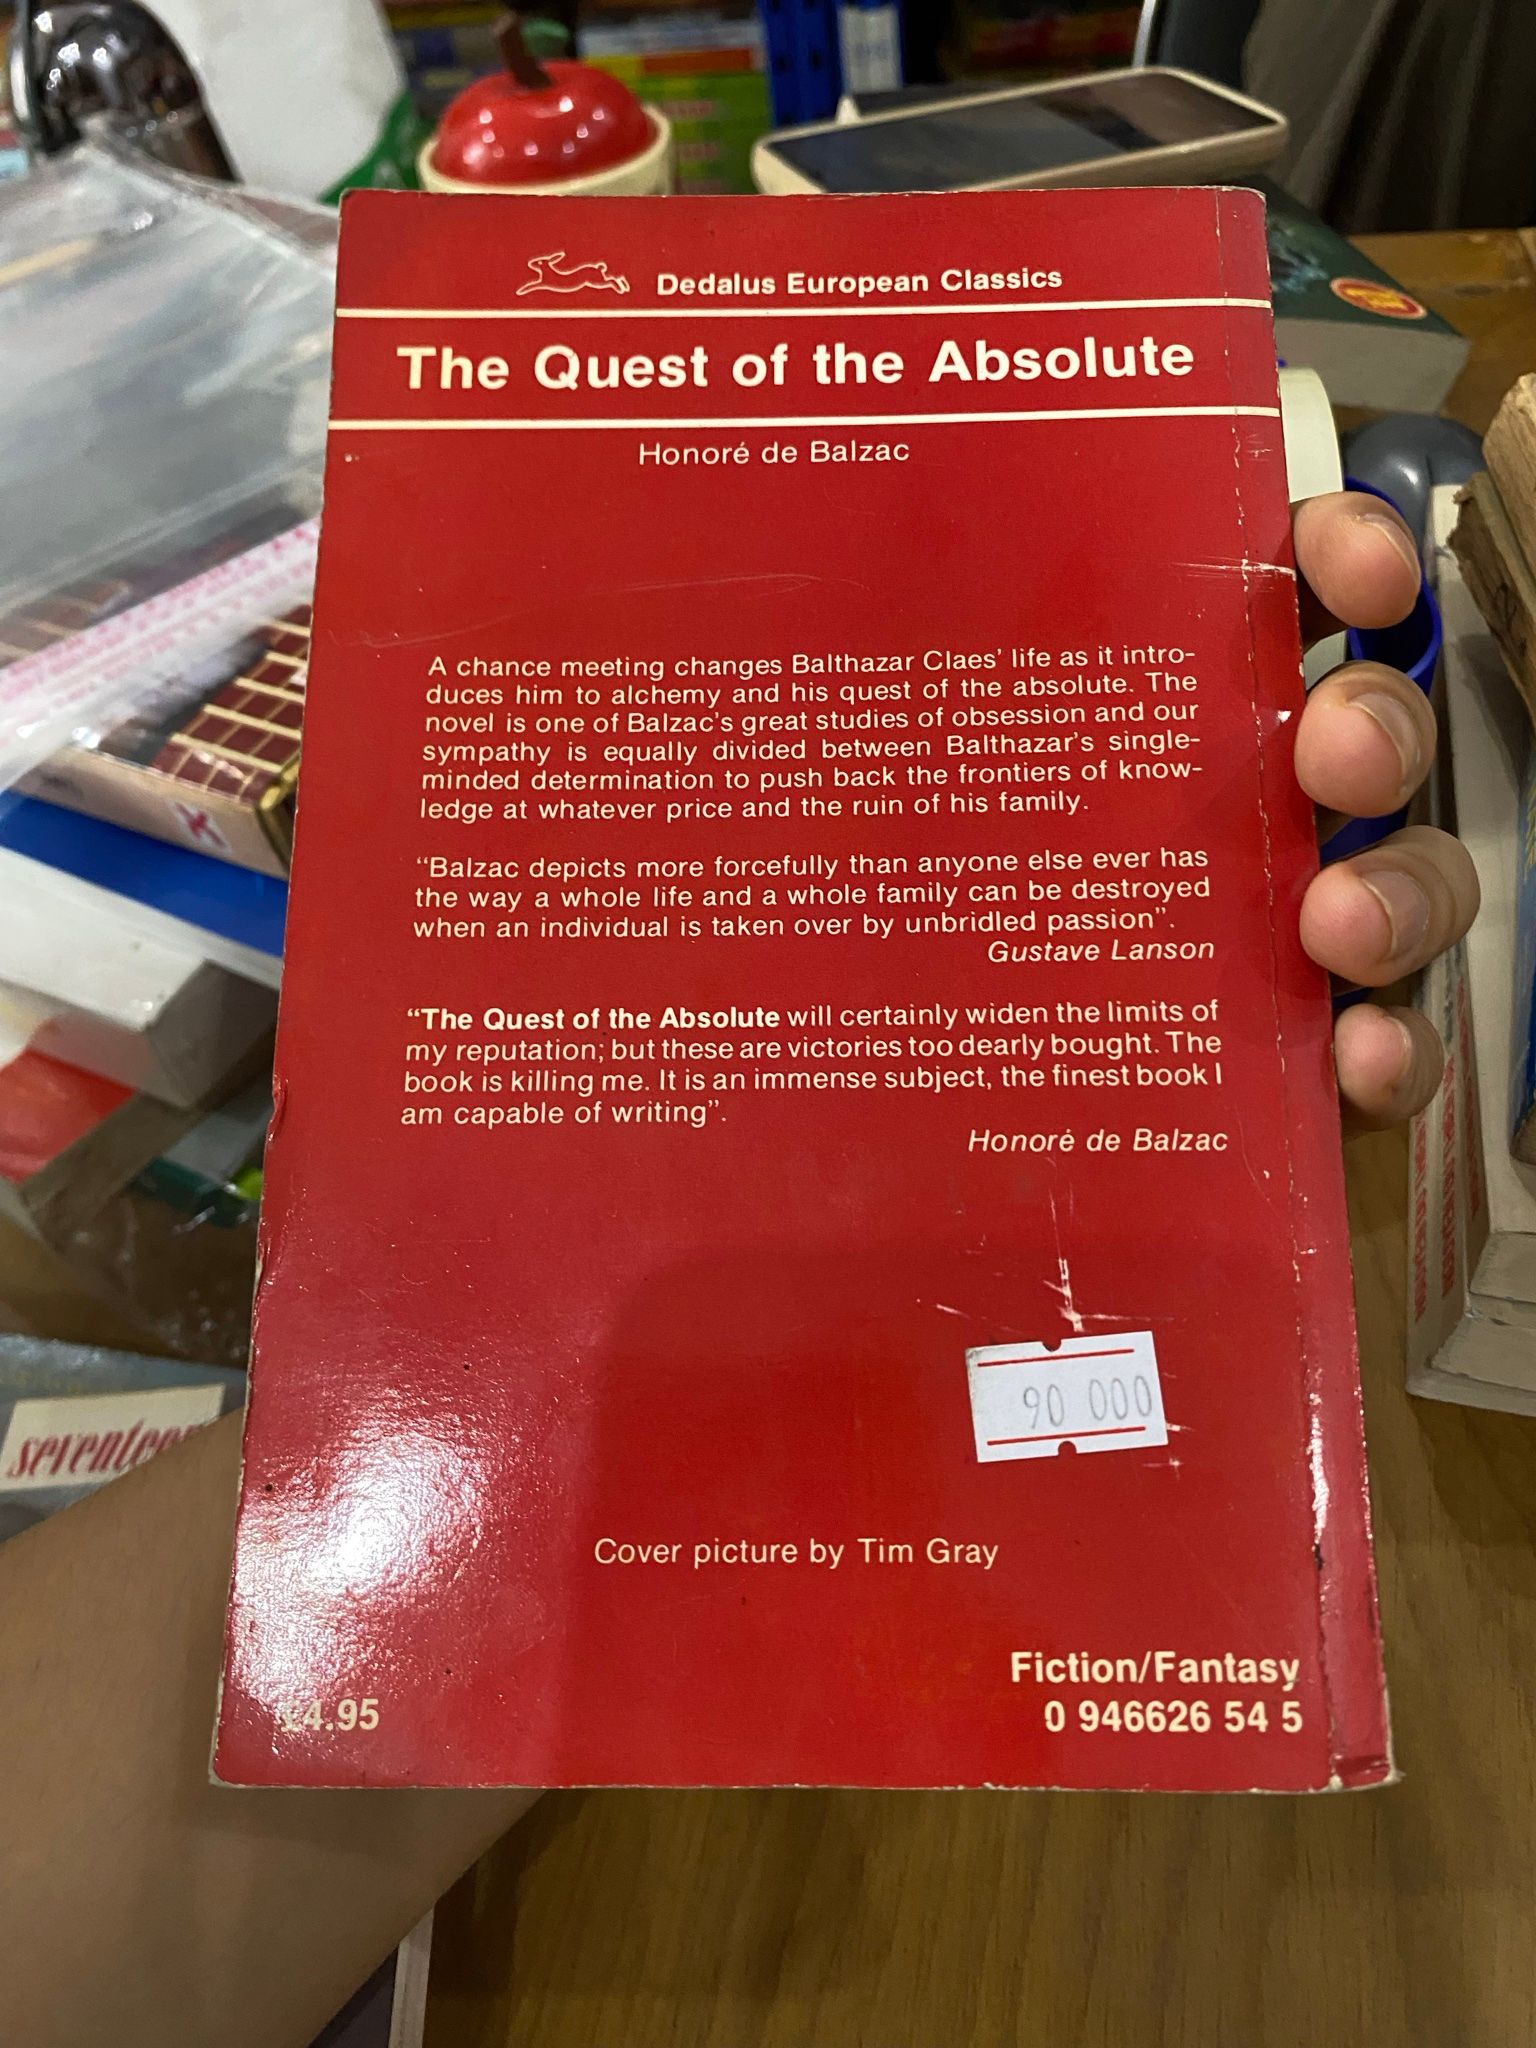 Dedalus European Classics
The Quest of the Absolute
Honoré de Balzac
A chance meeting changes Balthazar Claes' life as it intro-
duces him to alchemy and his quest of the absolute. The
novel is one of Balzac's great studies of obsession and our
sympathy is equally divided between Balthazar's single-
minded determination to push back the frontiers of know-
ledge at whatever price and the ruin of his family.
“Balzac depicts more forcefully than anyone else ever has
the way a whole life and a whole family can be destroyed
when an individual is taken over by unbridled passion”.
Gustave Lanson
“The Quest of the Absolute will certainly widen the limits of
my reputation; but these are victories too dearly bought. The
book is killing me. It is an immense subject, the finest book I
am capable of writing”.
Honoré de Balzac
90 000
seventeen
Cover picture by Tim Gray
Fiction/Fantasy
£4.95
0 946626 54 5